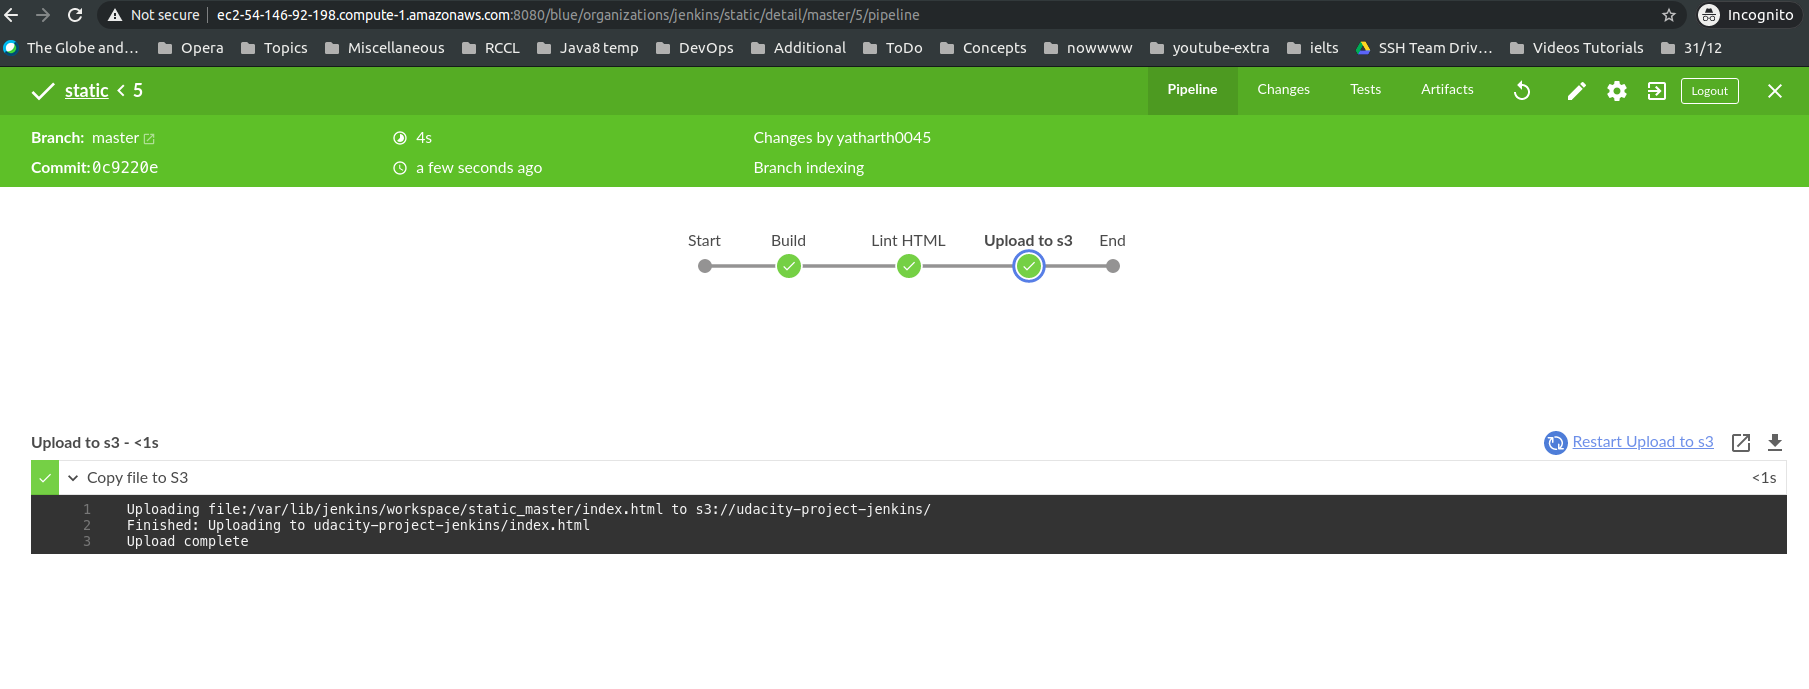 Not secure ec2-54-146-92-198.compute-1.amazonaws.com:8080/blue/organizations/jenkins/static/detail/master/5/pipeline Incognito
The Globe and... Opera Topics Miscellaneous RCCL Java8 temp DevOps Additional ToDo Concepts nowwww youtube-extra ielts SSH Team Driv... Videos Tutorials 31/12
static < 5 Pipeline Changes Tests Artifacts Logout
Branch: master 4s Changes by yatharth0045
Commit: 0c9220e a few seconds ago Branch indexing
Start Build Lint HTML Upload to s3 End
Upload to s3 - <1s Restart Upload to s3
Copy file to S3 <1s
1 Uploading file:/var/lib/jenkins/workspace/static_master/index.html to s3://udacity-project-jenkins/
2 Finished: Uploading to udacity-project-jenkins/index.html
3 Upload complete